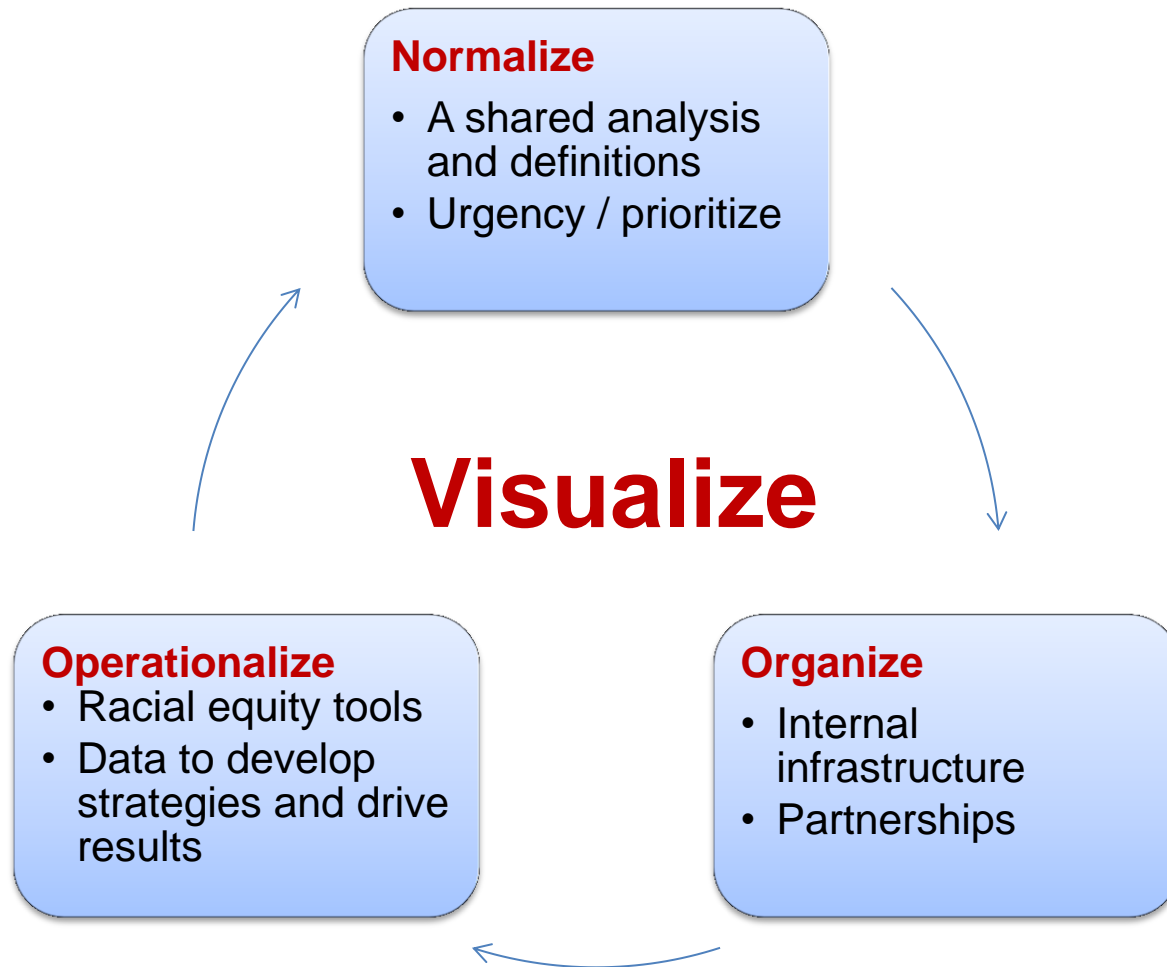 Normalize
• A shared analysis
and definitions
• Urgency / prioritize
Visualize
Operationalize
• Racial equity tools
• Data to develop
strategies and drive
results
Organize
• Internal
infrastructure
• Partnerships